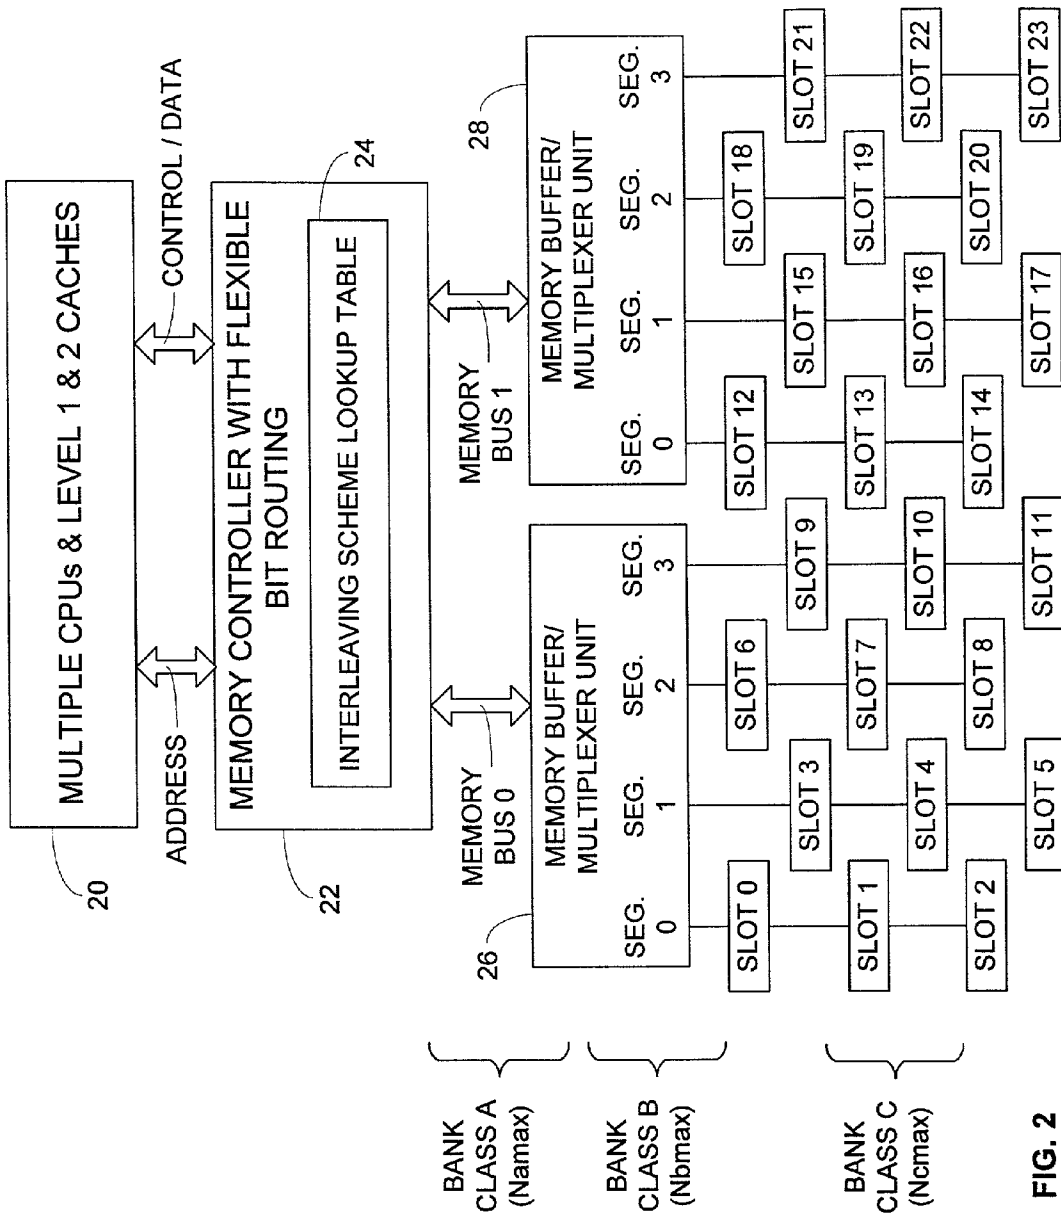 MULTIPLE CPUs & LEVEL 1 & 2 CACHES
20
ADDRESS
CONTROL / DATA
MEMORY CONTROLLER WITH FLEXIBLE
BIT ROUTING
22
24
INTERLEAVING SCHEME LOOKUP TABLE
MEMORY
BUS 0
MEMORY
BUS 1
26
MEMORY BUFFER/
MULTIPLEXER UNIT
SEG.
0
SEG.
1
SEG.
2
SEG.
3
28
MEMORY BUFFER/
MULTIPLEXER UNIT
SEG.
0
SEG.
1
SEG.
2
SEG.
3
SLOT 0
SLOT 1
SLOT 2
SLOT 3
SLOT 4
SLOT 5
SLOT 6
SLOT 7
SLOT 8
SLOT 9
SLOT 10
SLOT 11
SLOT 12
SLOT 13
SLOT 14
SLOT 15
SLOT 16
SLOT 17
SLOT 18
SLOT 19
SLOT 20
SLOT 21
SLOT 22
SLOT 23
BANK
CLASS A
(Namax)
BANK
CLASS B
(Nbmax)
BANK
CLASS C
(Ncmax)
FIG. 2